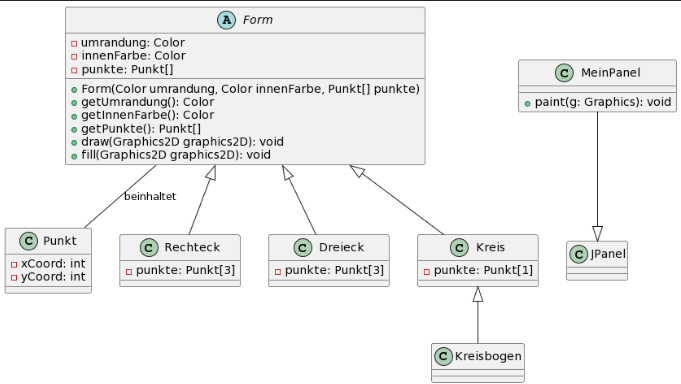 A Form
umrandung: Color
innenFarbe: Color
punkte: Punkt[]
Form(Color umrandung, Color innenFarbe, Punkt[] punkte)
getUmrandung(): Color
getInnenFarbe(): Color
getPunkte(): Punkt[]
draw(Graphics2D graphics2D): void
fill(Graphics2D graphics2D): void
C MeinPanel
paint(g: Graphics): void
beinhaltet
C Punkt
xCoord: int
yCoord: int
C Rechteck
punkte: Punkt[3]
C Dreieck
punkte: Punkt[3]
C Kreis
punkte: Punkt[1]
C JPanel
C Kreisbogen